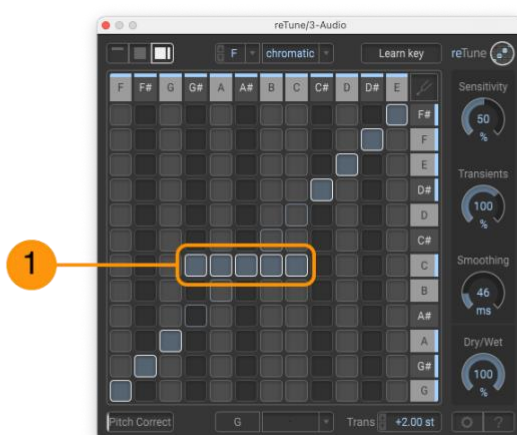 reTune/3-Audio
F chromatic Learn key reTune
F F# G G# A A# B C C# D D# E
Sensitivity
50
%
Transients
100
%
Smoothing
46
ms
Dry/Wet
100
%
F#
F
E
D#
D
C#
C
B
A#
A
G#
G
1
Pitch Correct G Trans +2.00 st ?